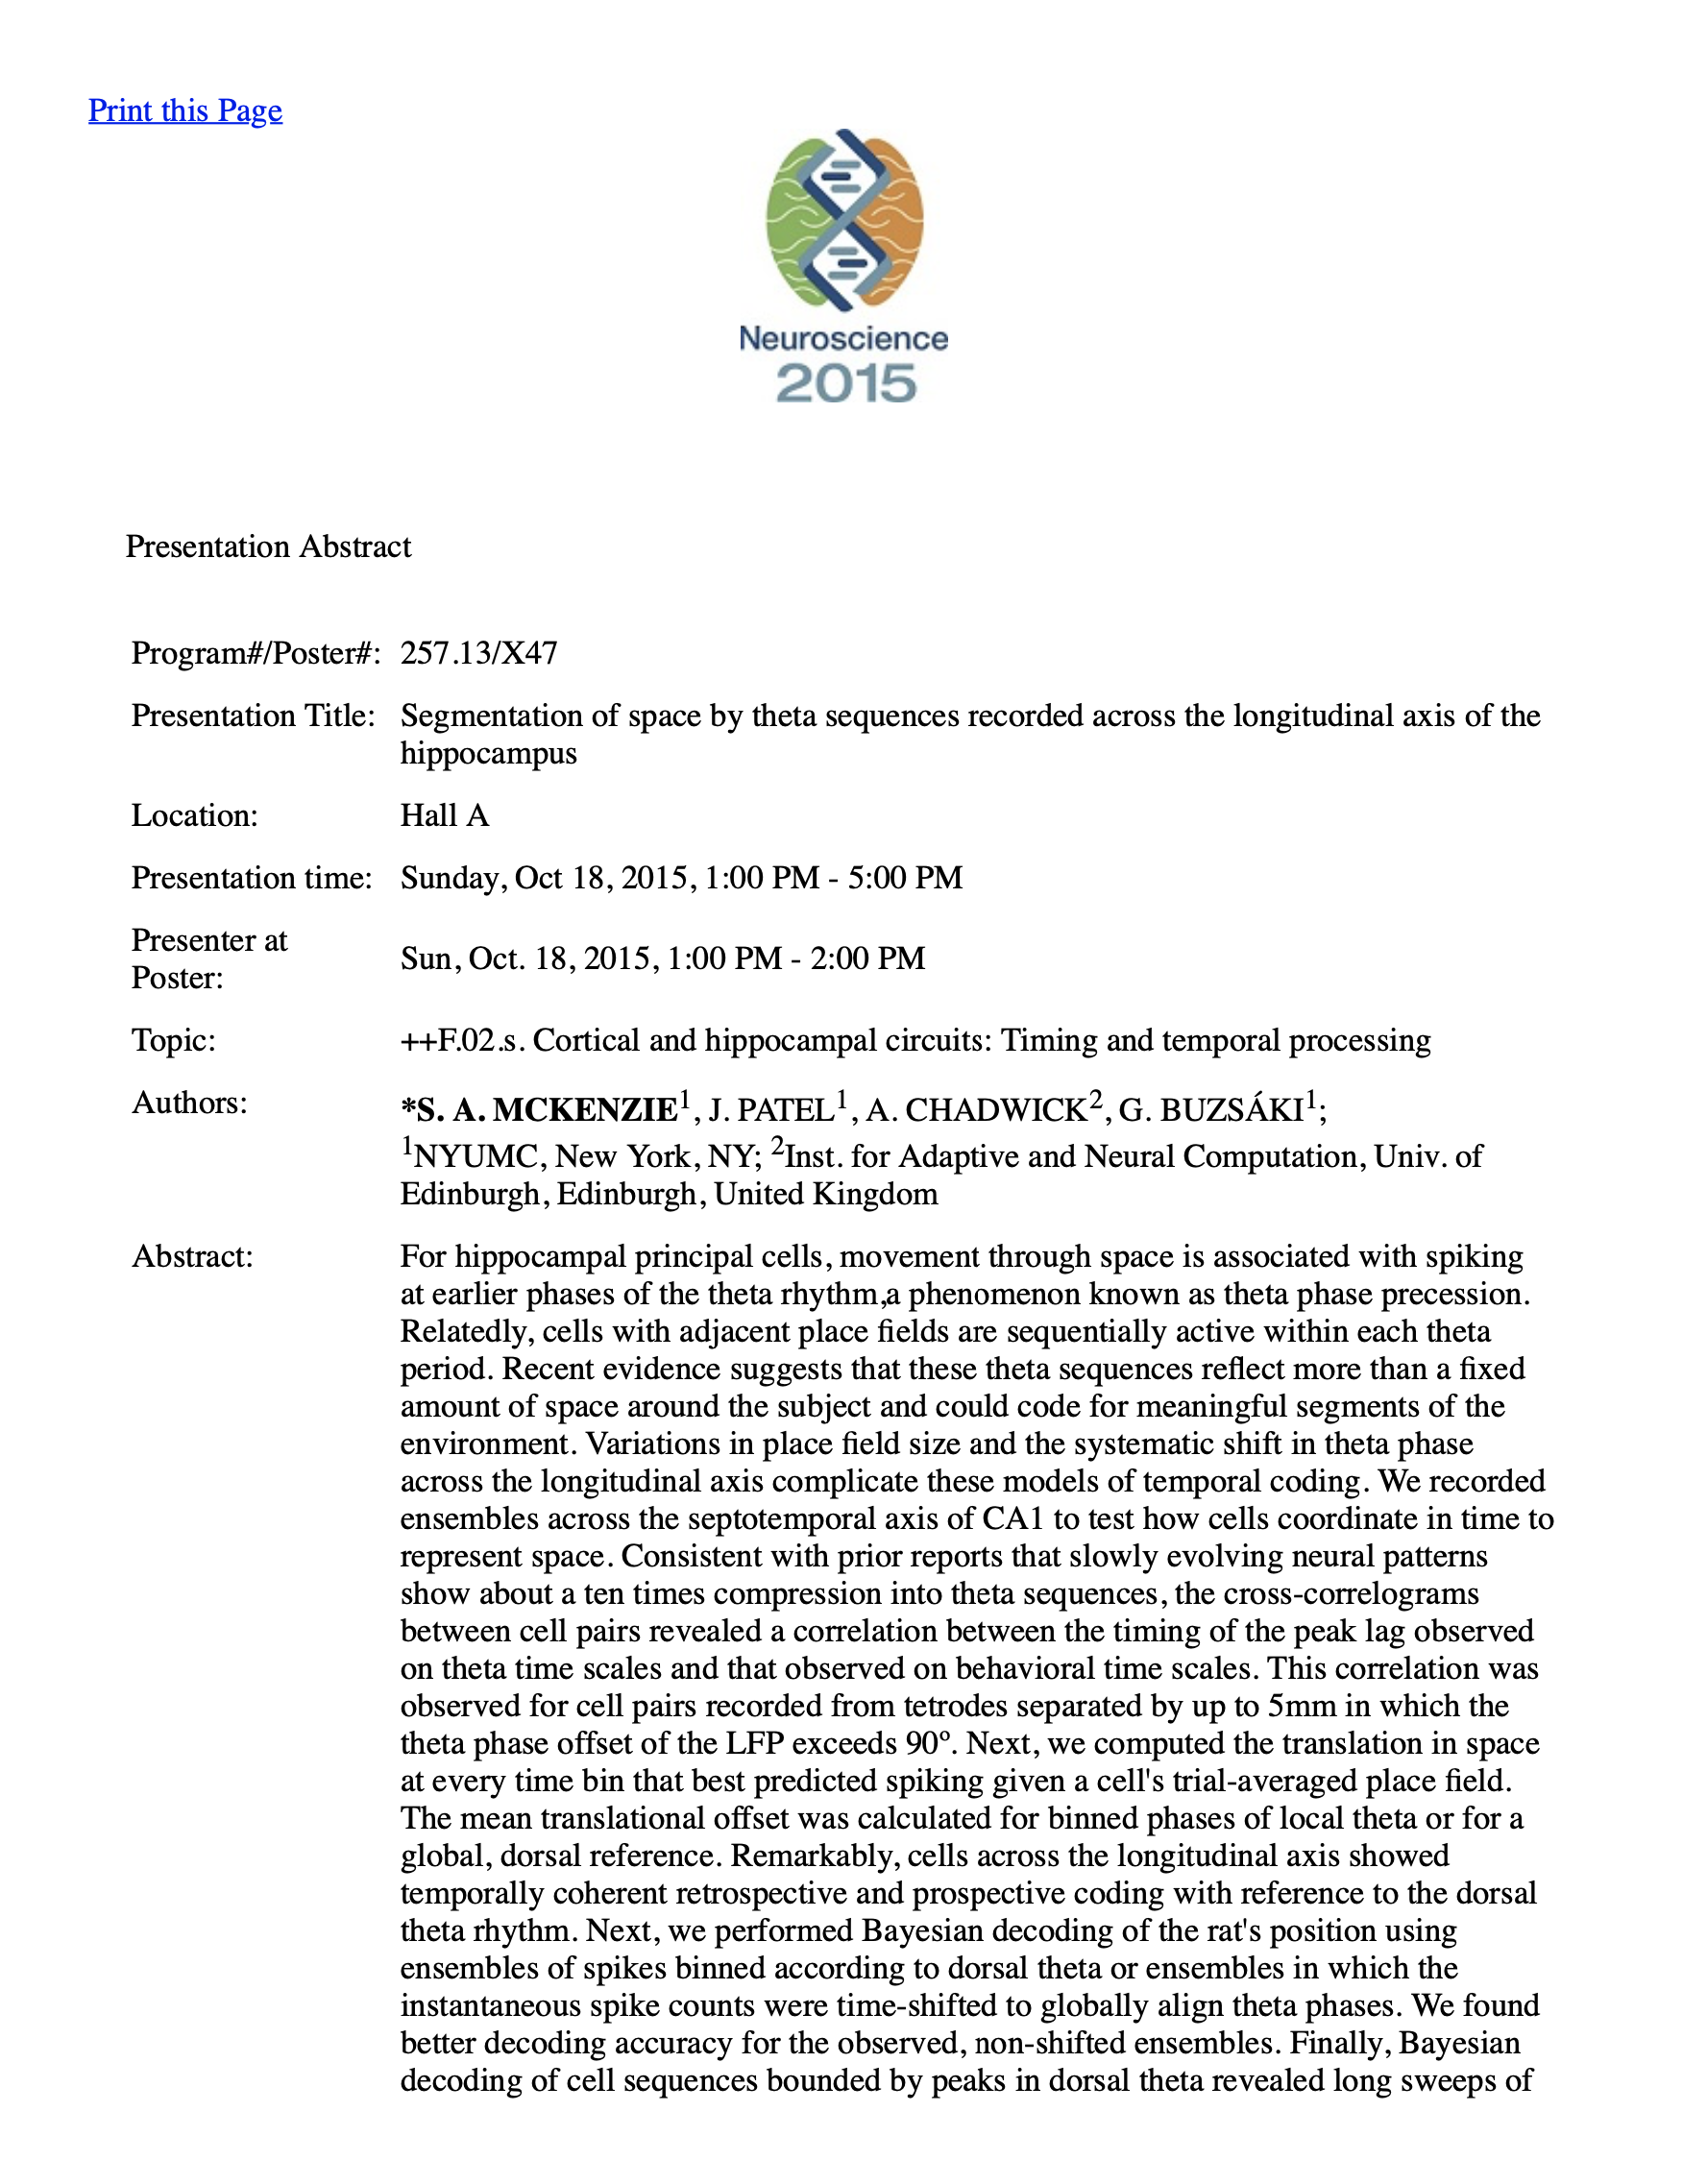 Print this Page
Neuroscience
2015
Presentation Abstract
Program#/Poster#: 257.13/X47
Presentation Title: Segmentation of space by theta sequences recorded across the longitudinal axis of the
hippocampus
Location: Hall A
Presentation time: Sunday, Oct 18, 2015, 1:00 PM - 5:00 PM
Presenter at
Poster:
Sun, Oct. 18, 2015, 1:00 PM - 2:00 PM
Topic: ++F.02.s. Cortical and hippocampal circuits: Timing and temporal processing
Authors: *S. A. MCKENZIE1, J. PATEL1, A. CHADWICK2, G. BUZSÁKI1;
1NYUMC, New York, NY; 2Inst. for Adaptive and Neural Computation, Univ. of
Edinburgh, Edinburgh, United Kingdom
Abstract: For hippocampal principal cells, movement through space is associated with spiking
at earlier phases of the theta rhythm,a phenomenon known as theta phase precession.
Relatedly, cells with adjacent place fields are sequentially active within each theta
period. Recent evidence suggests that these theta sequences reflect more than a fixed
amount of space around the subject and could code for meaningful segments of the
environment. Variations in place field size and the systematic shift in theta phase
across the longitudinal axis complicate these models of temporal coding. We recorded
ensembles across the septotemporal axis of CA1 to test how cells coordinate in time to
represent space. Consistent with prior reports that slowly evolving neural patterns
show about a ten times compression into theta sequences, the cross-correlograms
between cell pairs revealed a correlation between the timing of the peak lag observed
on theta time scales and that observed on behavioral time scales. This correlation was
observed for cell pairs recorded from tetrodes separated by up to 5mm in which the
theta phase offset of the LFP exceeds 90º. Next, we computed the translation in space
at every time bin that best predicted spiking given a cell's trial-averaged place field.
The mean translational offset was calculated for binned phases of local theta or for a
global, dorsal reference. Remarkably, cells across the longitudinal axis showed
temporally coherent retrospective and prospective coding with reference to the dorsal
theta rhythm. Next, we performed Bayesian decoding of the rat's position using
ensembles of spikes binned according to dorsal theta or ensembles in which the
instantaneous spike counts were time-shifted to globally align theta phases. We found
better decoding accuracy for the observed, non-shifted ensembles. Finally, Bayesian
decoding of cell sequences bounded by peaks in dorsal theta revealed long sweeps of